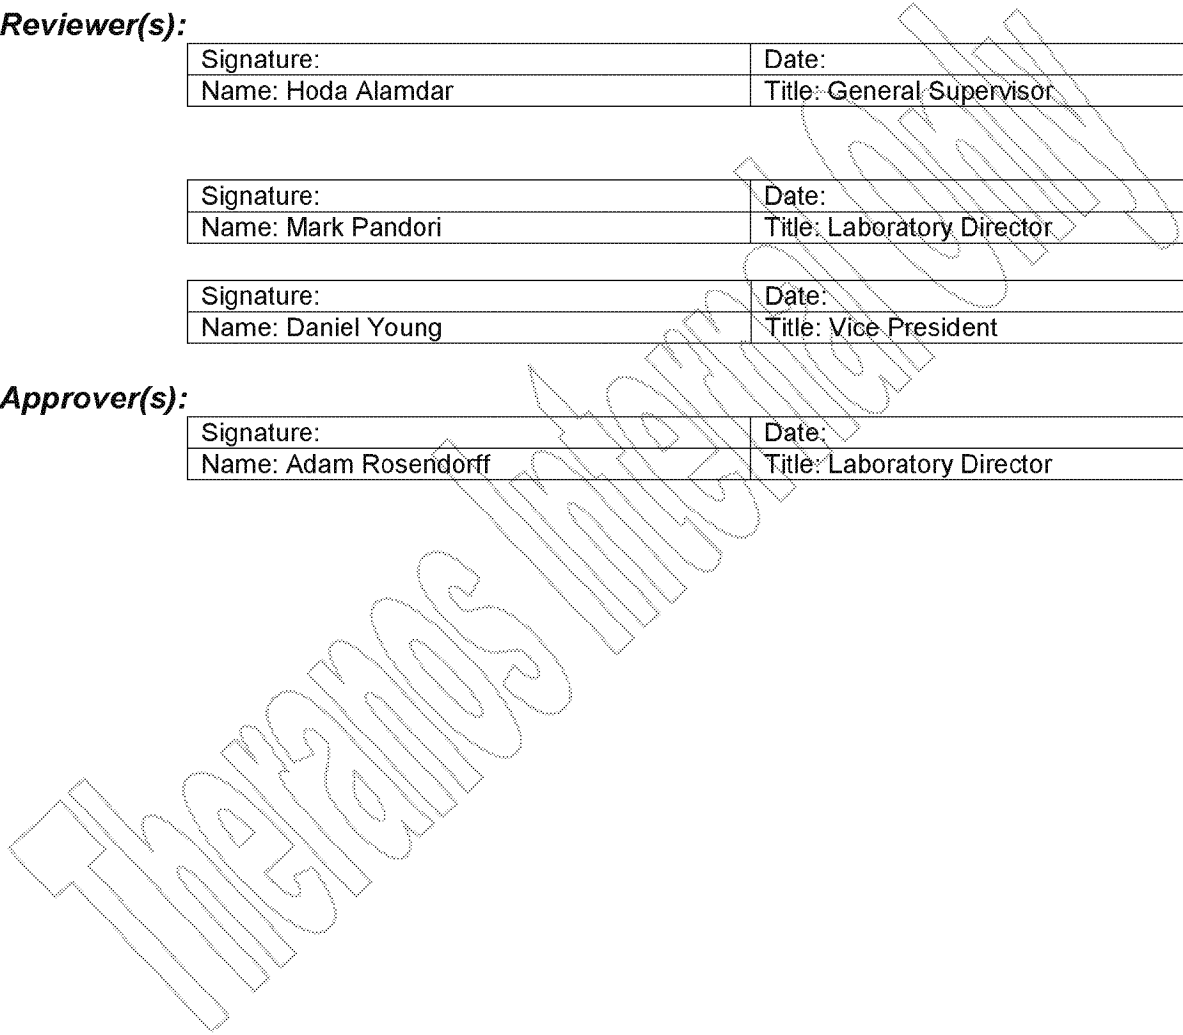 Reviewer(s):
Signature: Date:
Name: Hoda Alamdar Title: General Supervisor
Signature: Date:
Name: Mark Pandori Title: Laboratory Director
Signature: Date:
Name: Daniel Young Title: Vice President
Approver(s):
Signature: Date:
Name: Adam Rosendorff Title: Laboratory Director
Theranos Internal Only